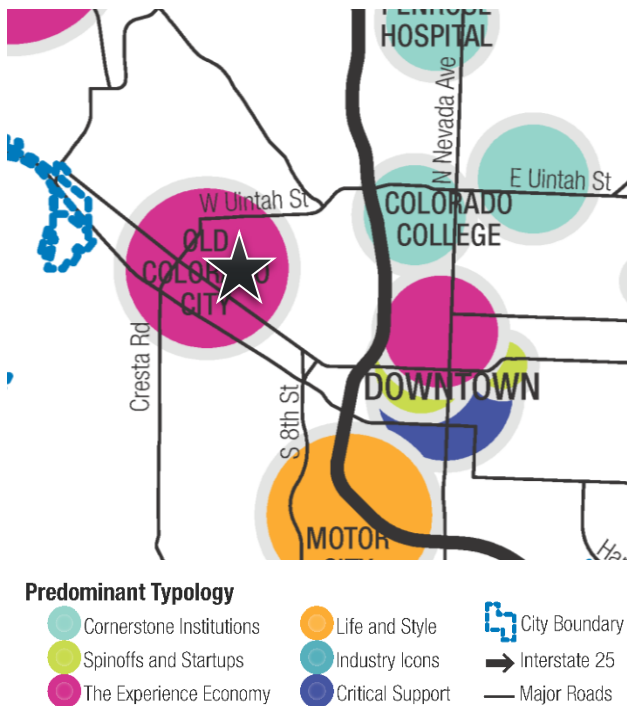 PENROSE
HOSPITAL
N Nevada Ave
E Uintah St
W Uintah St
COLORADO
COLLEGE
OLD
COLORADO
CITY
Cresta Rd
S 8th St
DOWNTOWN
MOTOR
CITY
Predominant Typology
Cornerstone Institutions
Life and Style
City Boundary
Spinoffs and Startups
Industry Icons
Interstate 25
The Experience Economy
Critical Support
Major Roads